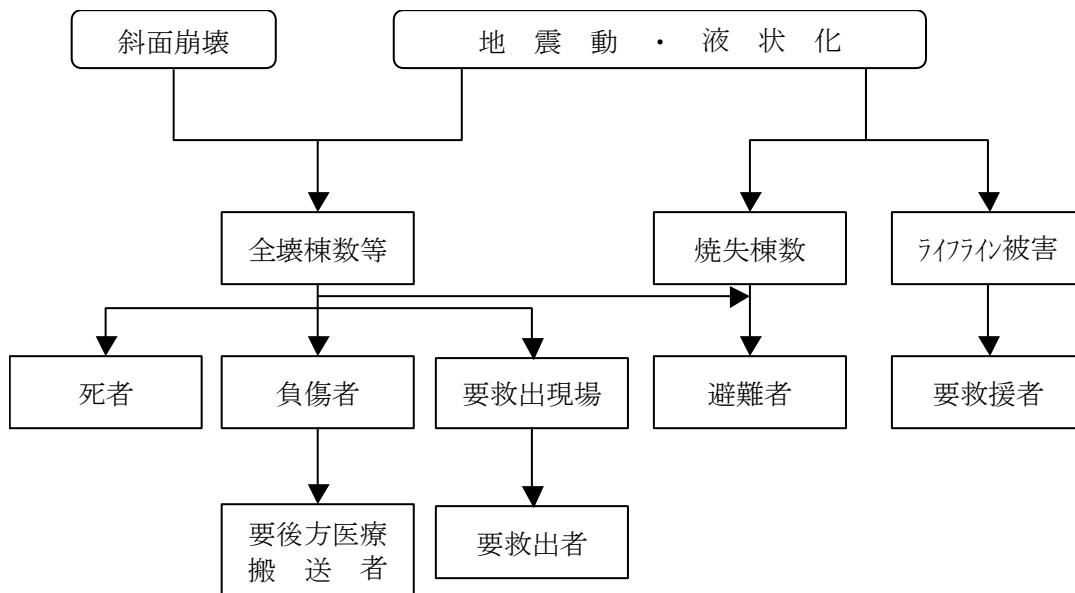 斜面崩壊
地震動・液状化
全壊棟数等
焼失棟数
ﾗｲﾌﾗｲﾝ被害
死者
負傷者
要救出現場
避難者
要救援者
要後方医療
搬送者
要救出者